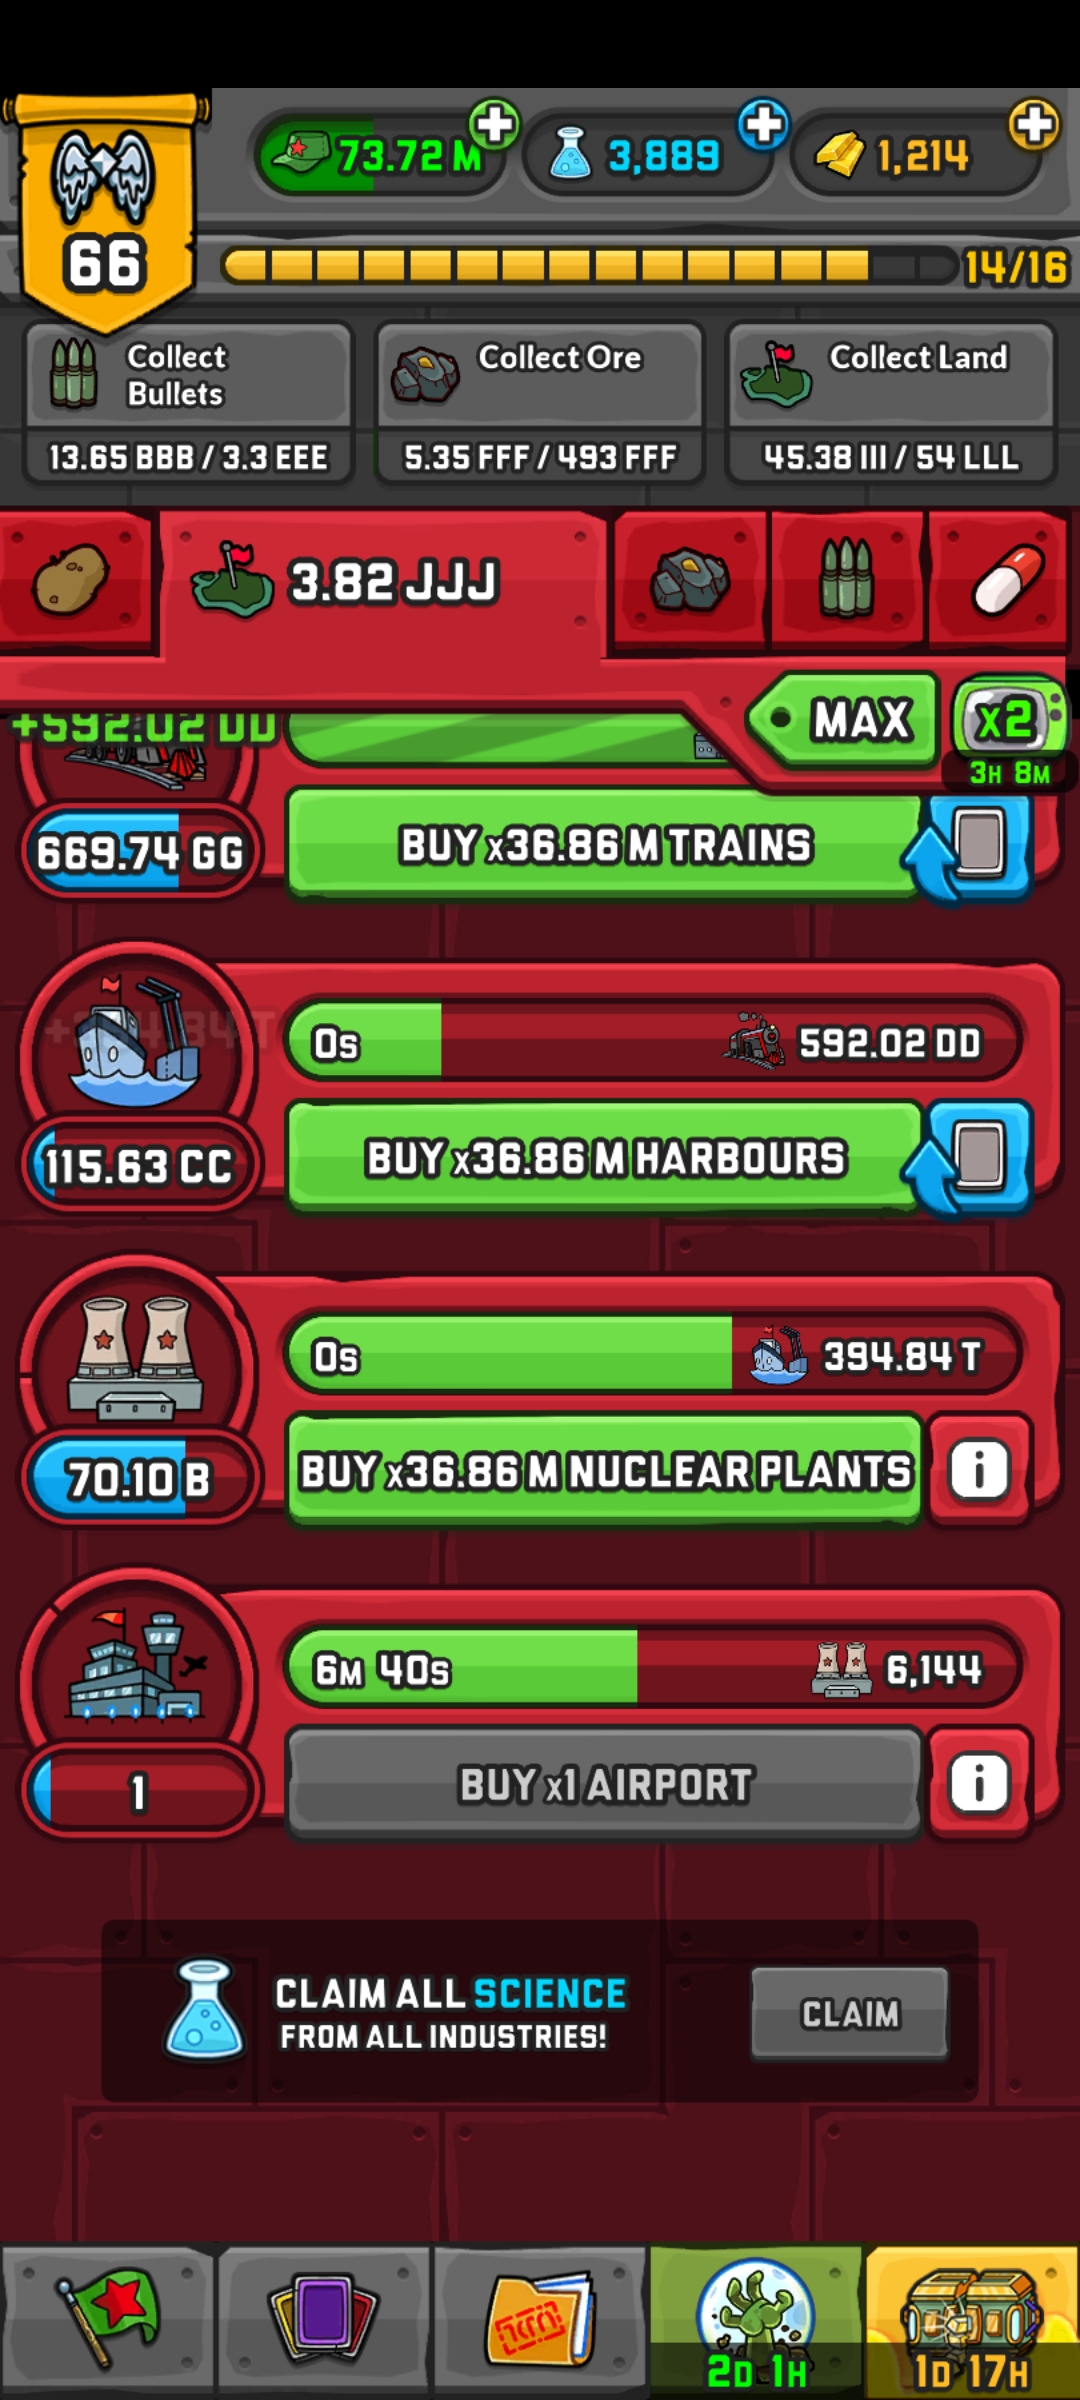 73.72 M
3,889
1,214
66
14/16
Collect
Bullets
Collect Ore
Collect Land
13.65 BBB / 3.3 EEE
5.35 FFF / 493 FFF
45.38 III / 54 LLL
3.82 JJJ
MAX
x2
3H 8M
+592.02 DD
669.74 GG
BUY x36.86 M TRAINS
0s
592.02 DD
115.63 CC
BUY x36.86 M HARBOURS
0s
394.84 T
70.10 B
BUY x36.86 M NUCLEAR PLANTS
6M 40s
6,144
1
BUY x1 AIRPORT
CLAIM ALL SCIENCE
FROM ALL INDUSTRIES!
CLAIM
2D 1H
1D 17H